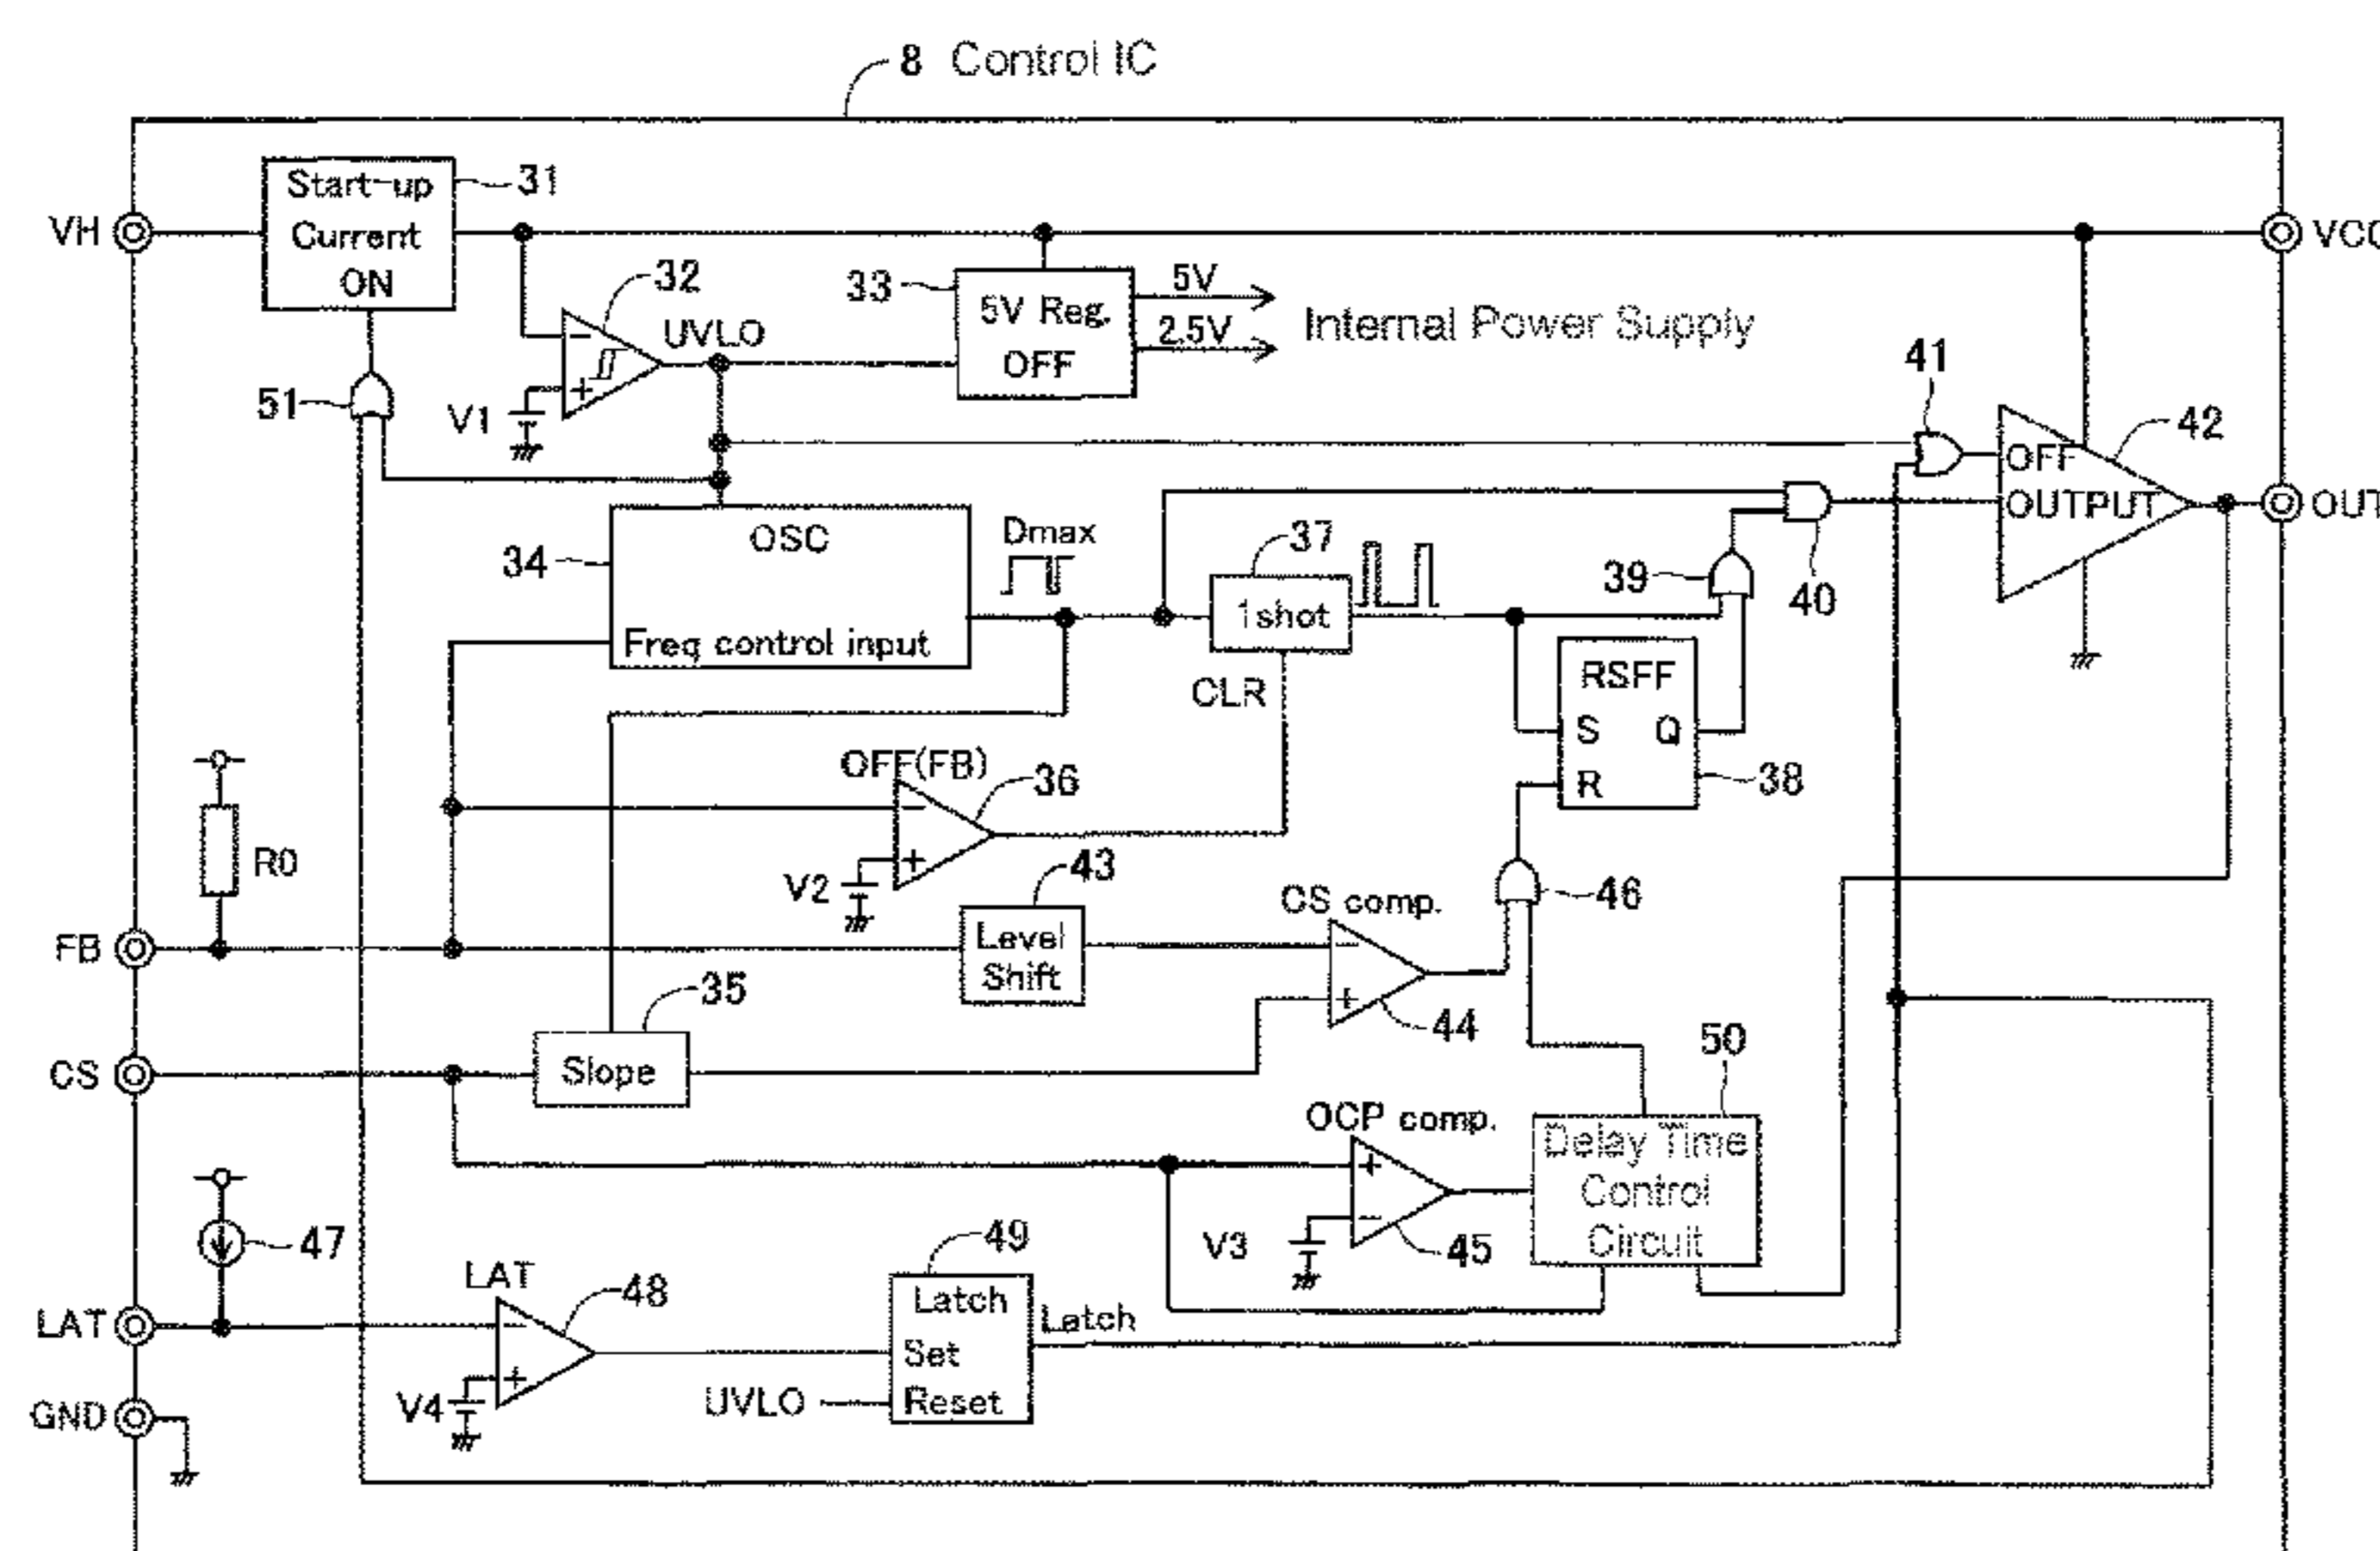 8 Control IC
Start-up
Current
ON
31
VH
32
UVLO
33
5V Reg.
OFF
5V
2.5V
Internal Power Supply
VCC
51
V1
41
OFF
42
OUTPUT
OUT
OSC
34
Freq control input
Dmax
37
1shot
39
40
CLR
RSFF
S Q
R
38
OFF(FB)
36
V2
R0
43
Level
Shift
FB
CS comp.
46
44
35
Slope
CS
50
OCP comp.
Delay Time
Control
Circuit
V3
45
47
LAT
48
49
Latch
Set
Reset
Latch
LAT
V4
UVLO
GND